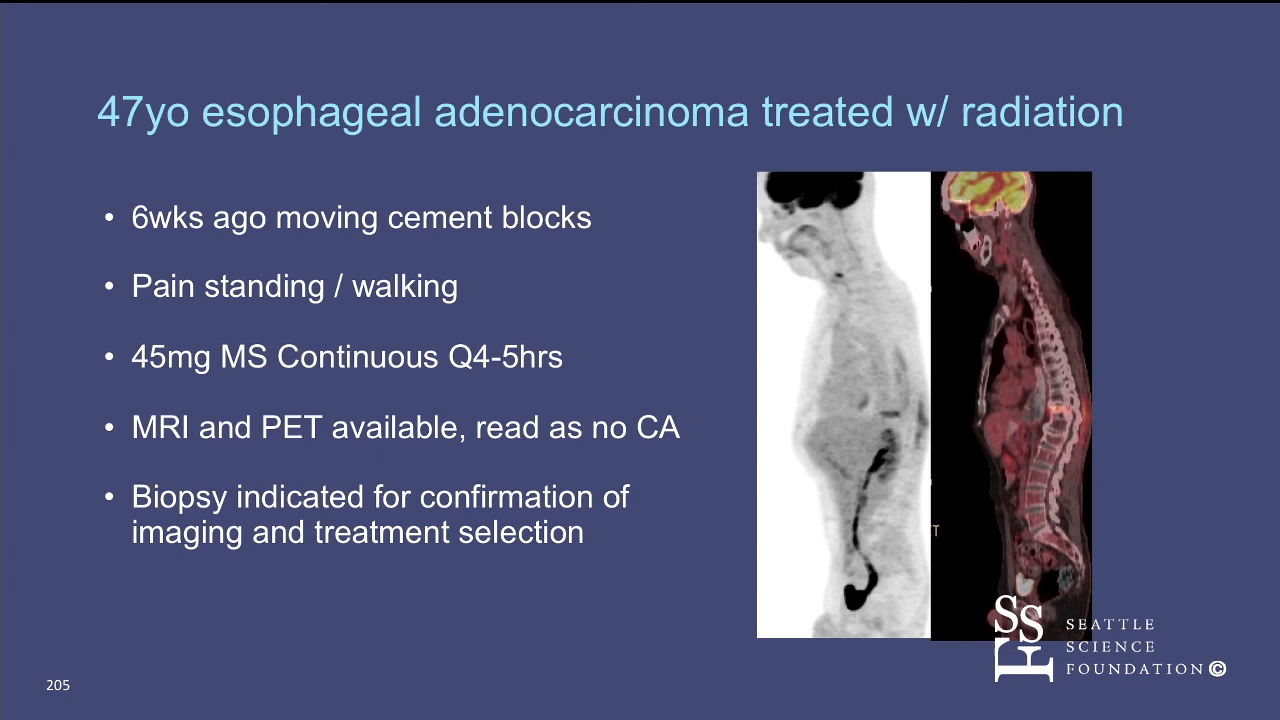 47yo esophageal adenocarcinoma treated w/ radiation
• 6wks ago moving cement blocks
• Pain standing / walking
• 45mg MS Continuous Q4-5hrs
• MRI and PET available, read as no CA
• Biopsy indicated for confirmation of
imaging and treatment selection
T
SSF
SEATTLE
SCIENCE
FOUNDATION©
205